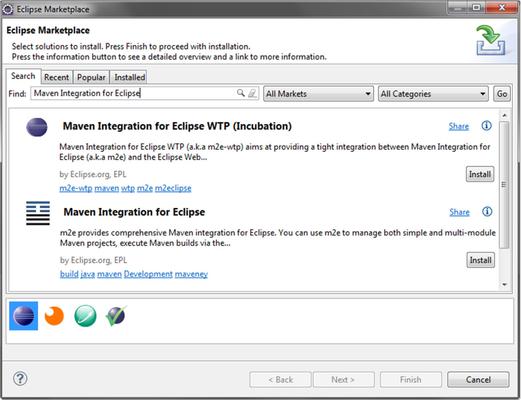 Eclipse Marketplace
Eclipse Marketplace
Select solutions to install. Press Finish to proceed with installation.
Press the information button to see a detailed overview and a link to more information.
Search Recent Popular Installed
Find: Maven Integration for Eclipse All Markets All Categories Go
Maven Integration for Eclipse WTP (Incubation) Share
Maven Integration for Eclipse WTP (a.k.a m2e-wtp) aims at providing a tight integration between Maven Integration for
Eclipse (a.k.a m2e) and the Eclipse Web...
by Eclipse.org, EPL Install
m2e-wtp maven wtp m2e m2eclipse
Maven Integration for Eclipse Share
m2e provides comprehensive Maven integration for Eclipse. You can use m2e to manage both simple and multi-module
Maven projects, execute Maven builds via the...
by Eclipse.org, EPL Install
build java maven Development maveney
? < Back Next > Finish Cancel